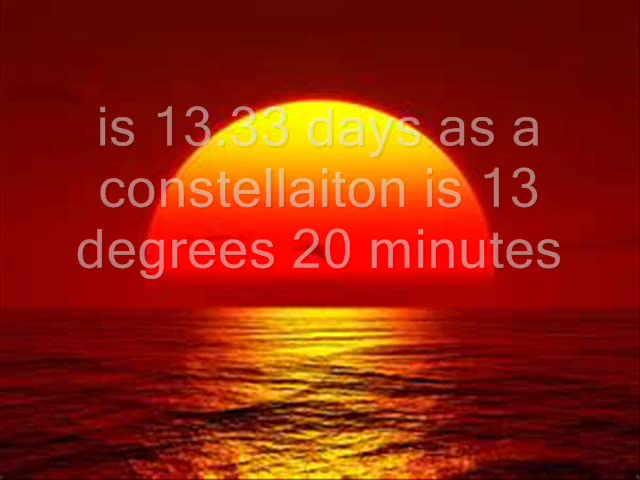 is 13.33 days as a
constellaiton is 13
degrees 20 minutes